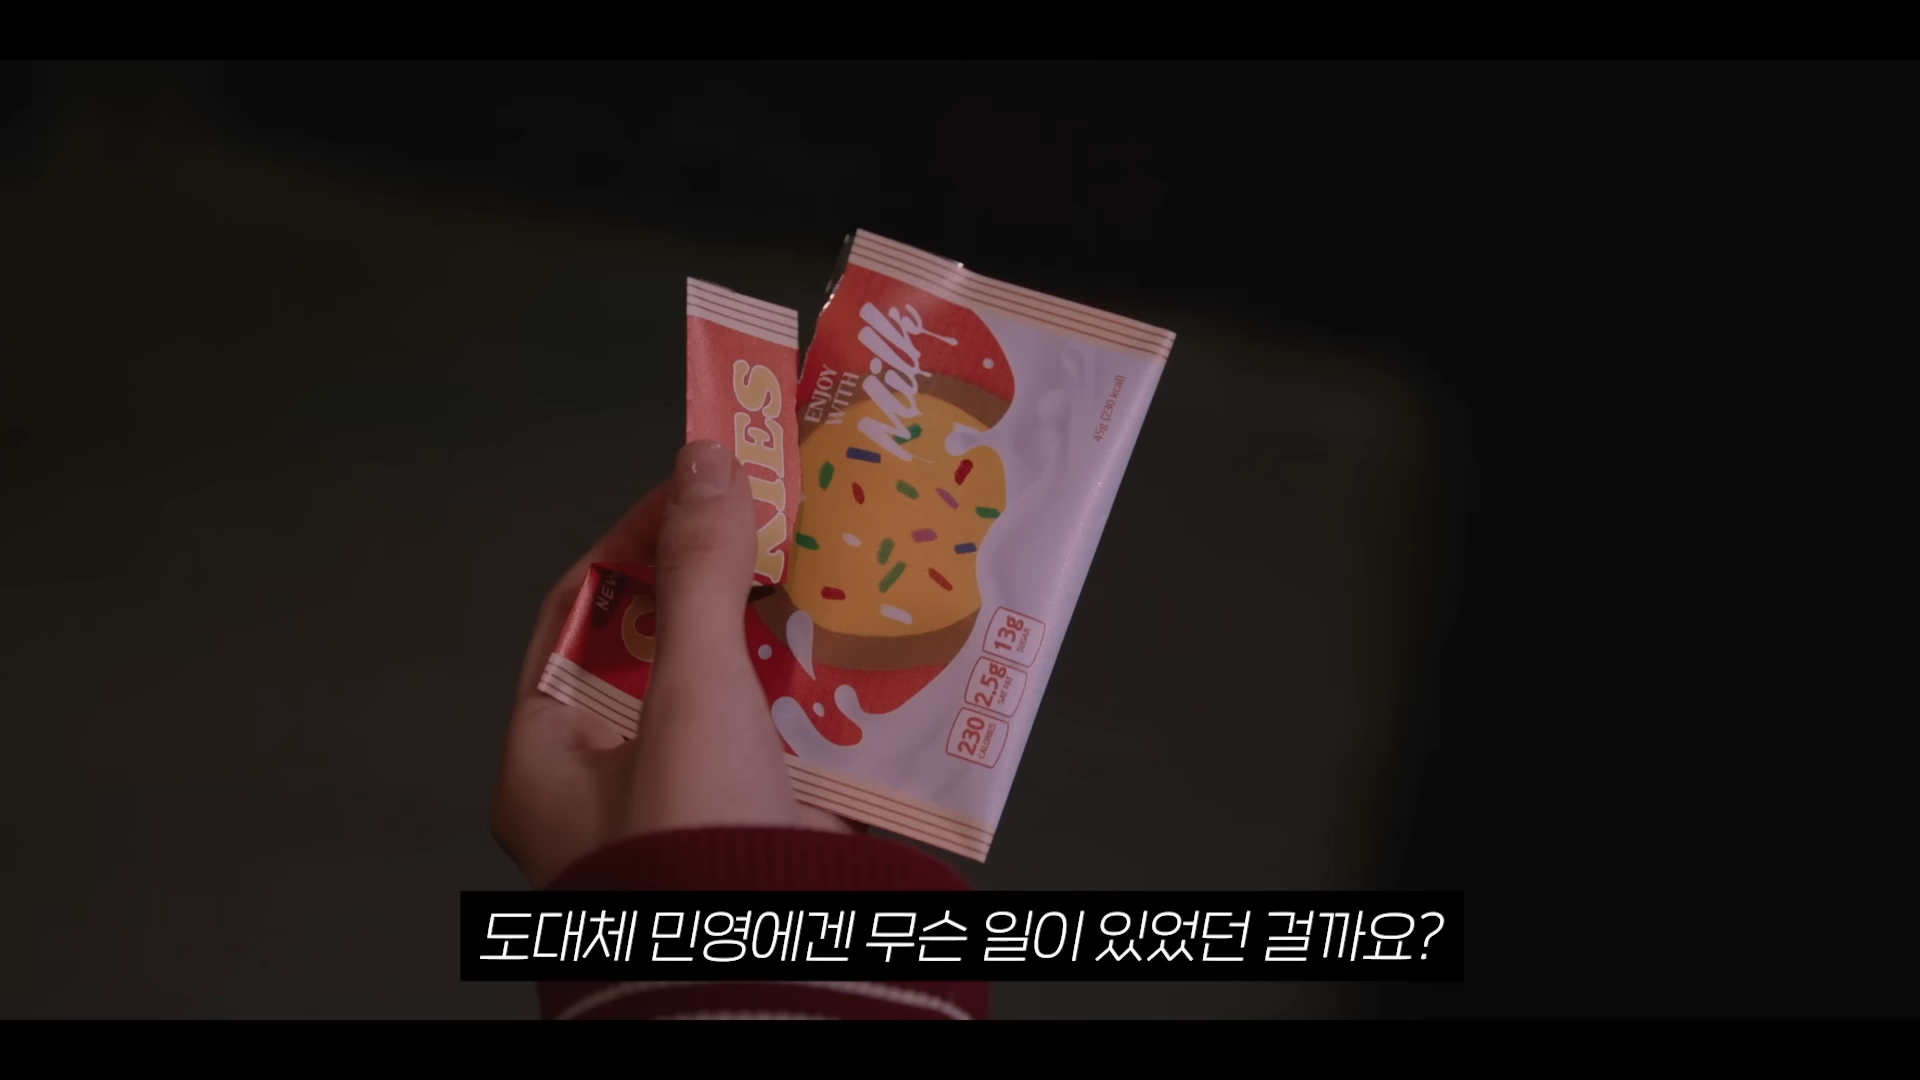 KIES
ENJOY
WITH
Milk
45g (230 kcal)
NEW
13g
SUGAR
2.5g
SAT FAT
230
CALORIES
도대체 민영에겐 무슨 일이 있었던 걸까요?